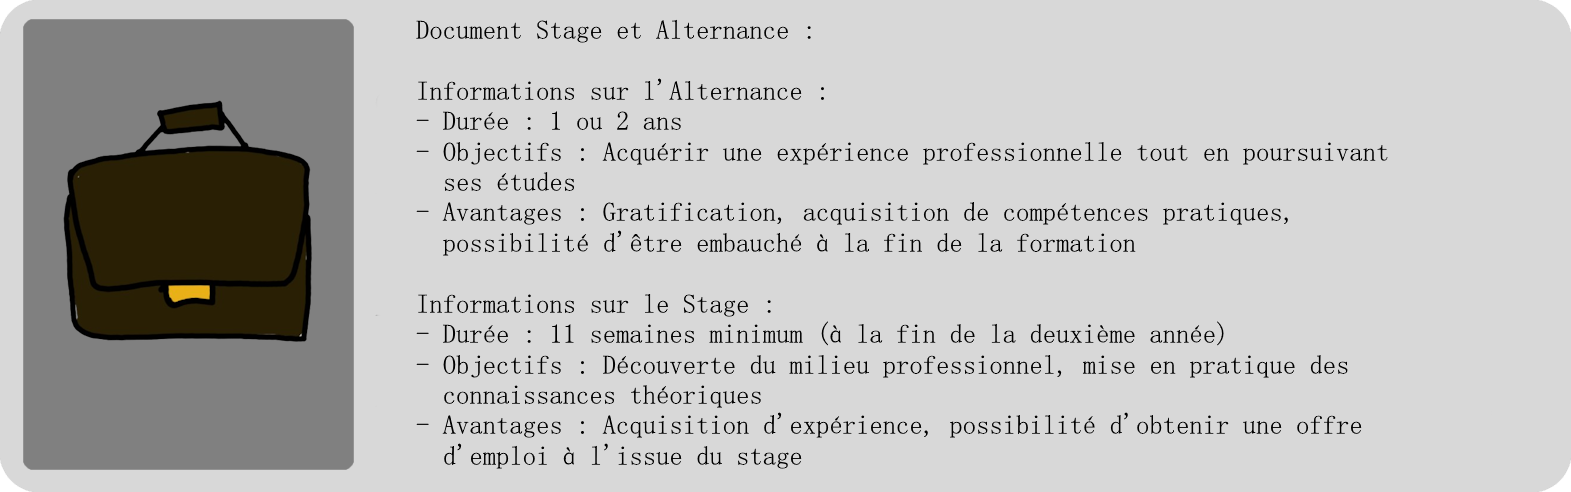 Document Stage et Alternance :
Informations sur l'Alternance :
- Durée : 1 ou 2 ans
- Objectifs : Acquérir une expérience professionnelle tout en poursuivant
ses études
- Avantages : Gratification, acquisition de compétences pratiques,
possibilité d'être embauché à la fin de la formation
Informations sur le Stage :
- Durée : 11 semaines minimum (à la fin de la deuxième année)
- Objectifs : Découverte du milieu professionnel, mise en pratique des
connaissances théoriques
- Avantages : Acquisition d'expérience, possibilité d'obtenir une offre
d'emploi à l'issue du stage